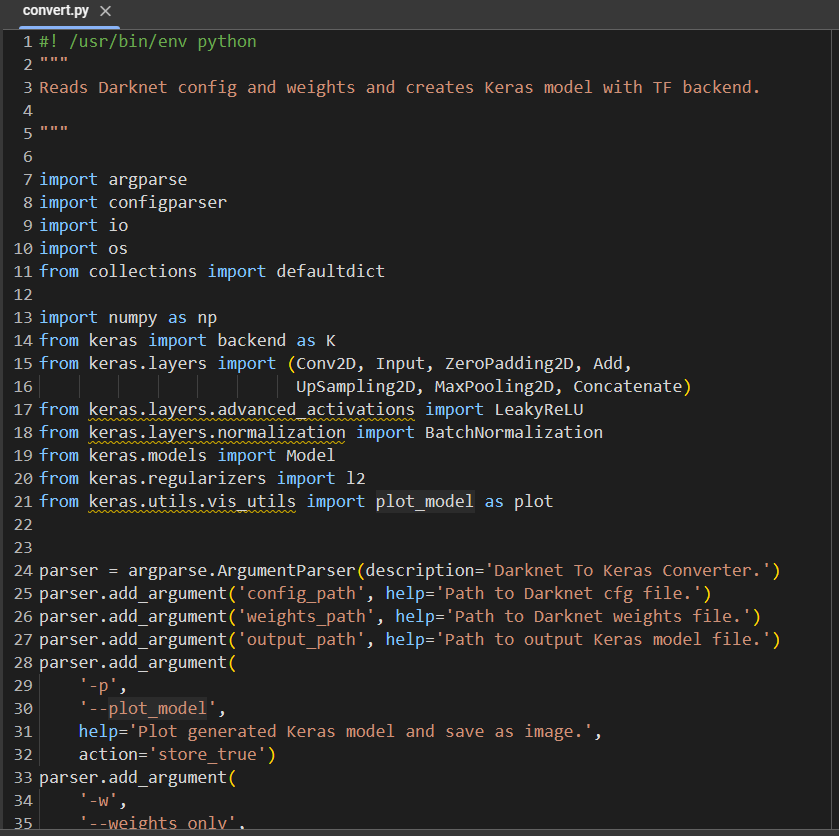 convert.py ×
1 #! /usr/bin/env python
2 """
3 Reads Darknet config and weights and creates Keras model with TF backend.
4
5 """
6
7 import argparse
8 import configparser
9 import io
10 import os
11 from collections import defaultdict
12
13 import numpy as np
14 from keras import backend as K
15 from keras.layers import (Conv2D, Input, ZeroPadding2D, Add,
16                           UpSampling2D, MaxPooling2D, Concatenate)
17 from keras.layers.advanced_activations import LeakyReLU
18 from keras.layers.normalization import BatchNormalization
19 from keras.models import Model
20 from keras.regularizers import l2
21 from keras.utils.vis_utils import plot_model as plot
22
23
24 parser = argparse.ArgumentParser(description='Darknet To Keras Converter.')
25 parser.add_argument('config_path', help='Path to Darknet cfg file.')
26 parser.add_argument('weights_path', help='Path to Darknet weights file.')
27 parser.add_argument('output_path', help='Path to output Keras model file.')
28 parser.add_argument(
29     '-p',
30     '--plot_model',
31     help='Plot generated Keras model and save as image.',
32     action='store_true')
33 parser.add_argument(
34     '-w',
35     '--weights_only',